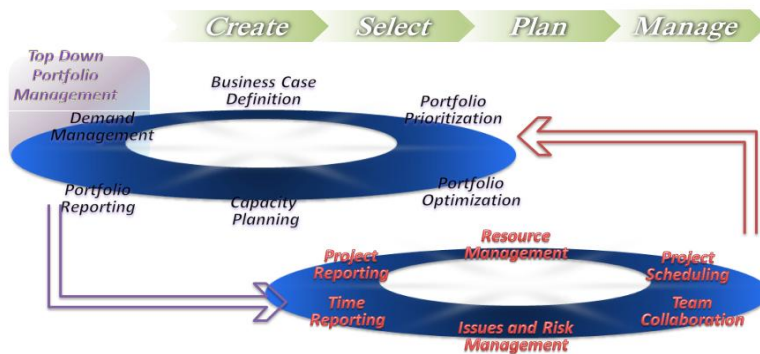 Create
Select
Plan
Manage
Top Down
Portfolio
Management
Business Case
Definition
Demand
Management
Portfolio
Prioritization
Portfolio
Reporting
Capacity
Planning
Portfolio
Optimization
Resource
Management
Project
Reporting
Project
Scheduling
Time
Reporting
Issues and Risk
Management
Team
Collaboration